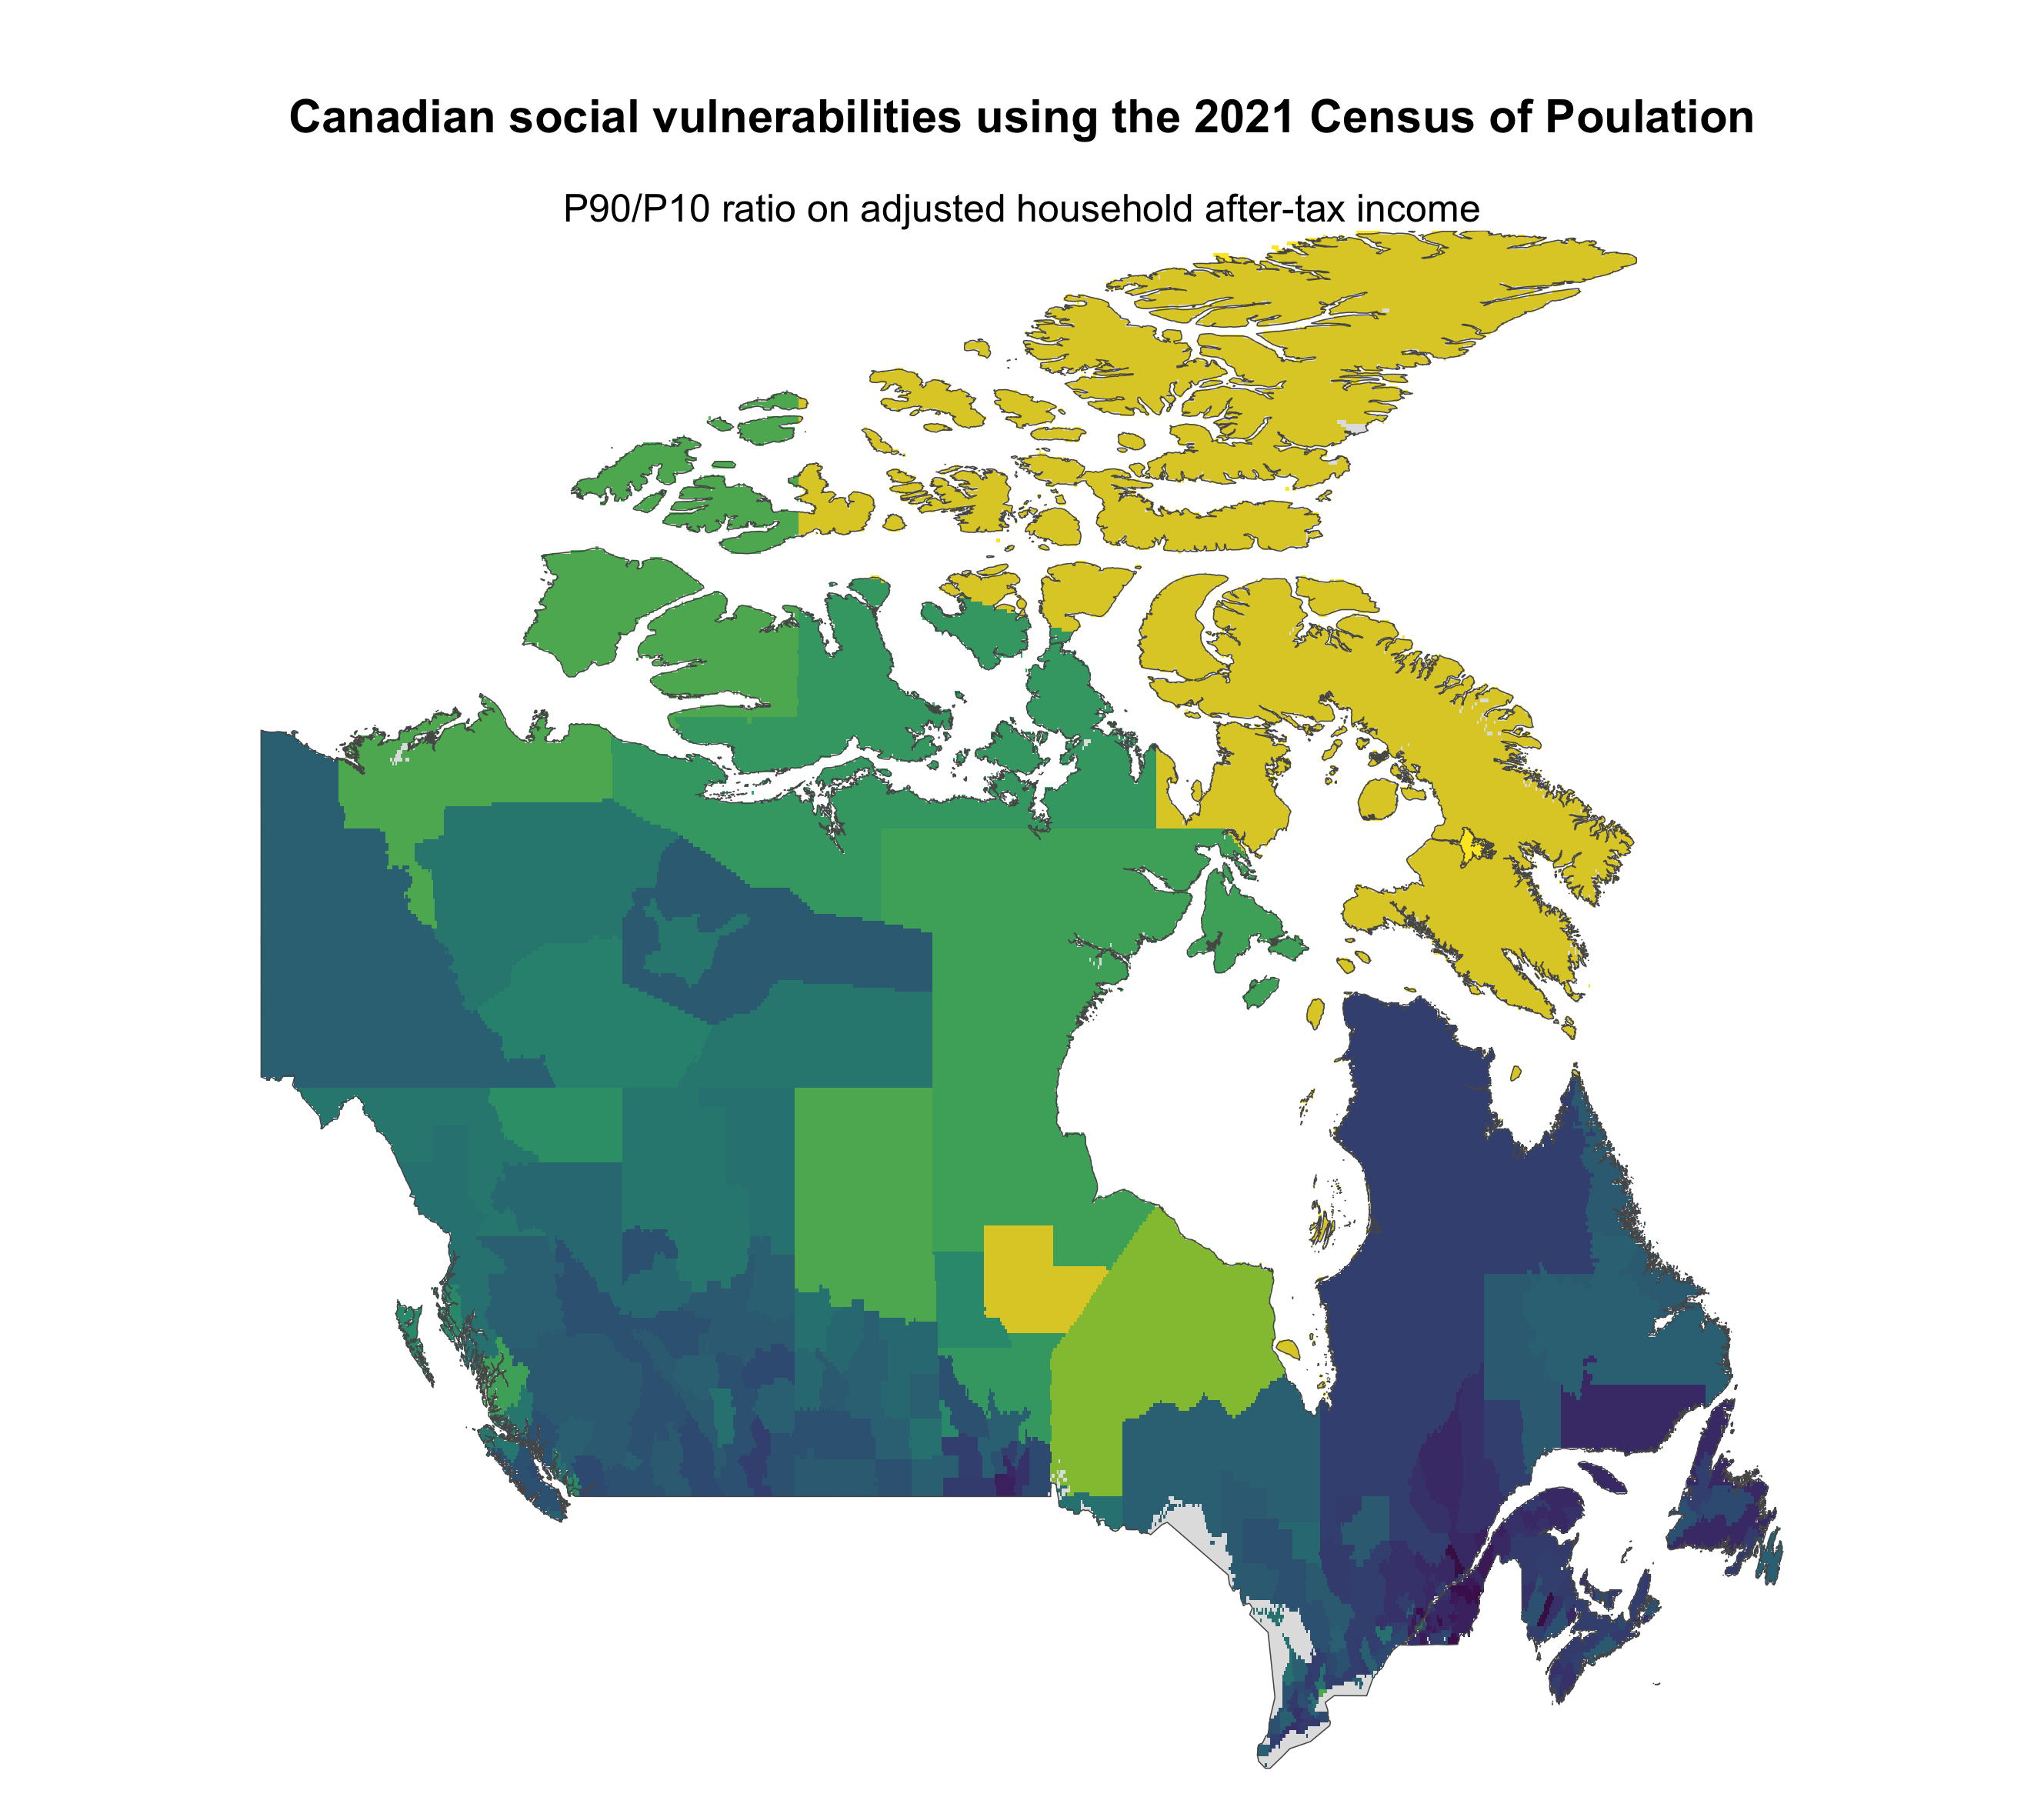 Canadian social vulnerabilities using the 2021 Census of Poulation
P90/P10 ratio on adjusted household after-tax income